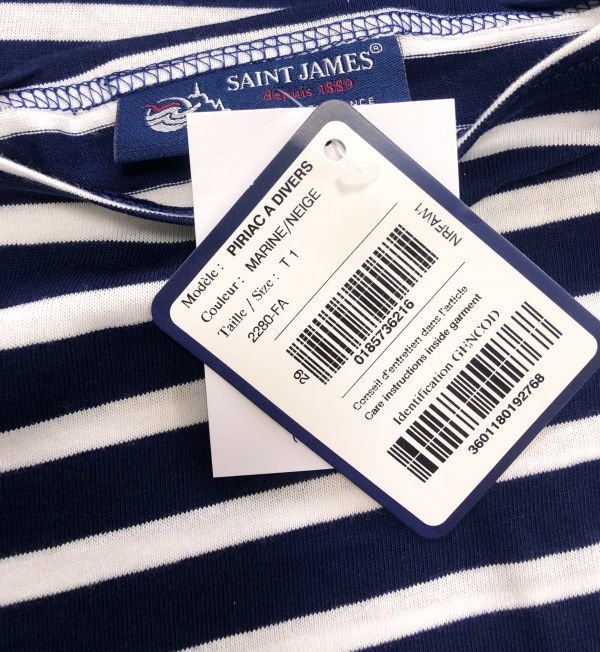 SAINT JAMES®
depuis 1889
Modèle : PIRIAC A DIVERS
Couleur : MARINE/NEIGE
Taille / Size : T 1
2280-FA
29
0185736216
NRFAW1
Conseil d'entretien dans l'article
Care instructions inside garment
Identification GENCOD
3601180192768